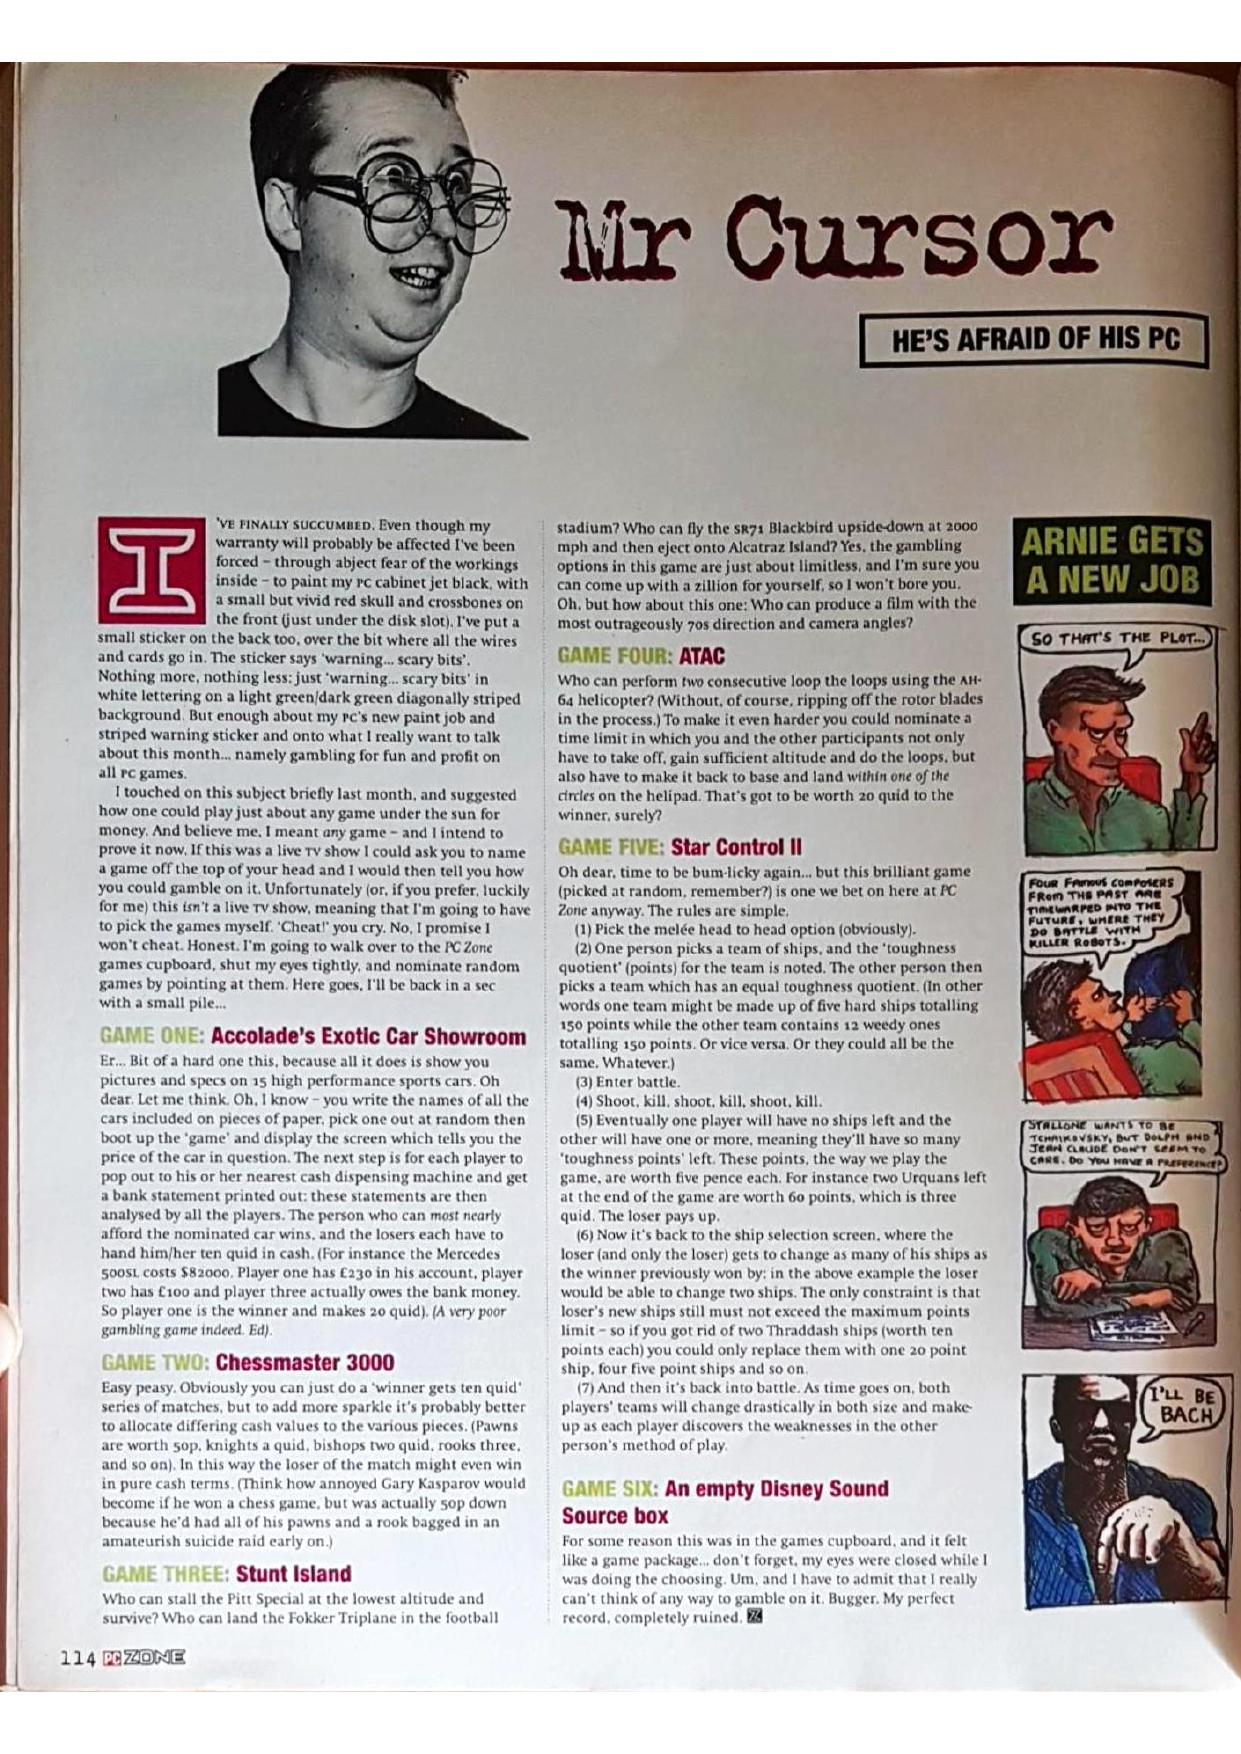 Mr Cursor
HE'S AFRAID OF HIS PC
I'VE FINALLY SUCCUMBED. Even though my
warranty will probably be affected I've been
forced – through abject fear of the workings
inside – to paint my PC cabinet jet black, with
a small but vivid red skull and crossbones on
the front (just under the disk slot). I've put a
small sticker on the back too, over the bit where all the wires
and cards go in. The sticker says 'warning... scary bits'.
Nothing more, nothing less: just 'warning... scary bits' in
white lettering on a light green/dark green diagonally striped
background. But enough about my PC's new paint job and
striped warning sticker and onto what I really want to talk
about this month... namely gambling for fun and profit on
all PC games.
I touched on this subject briefly last month, and suggested
how one could play just about any game under the sun for
money. And believe me, I meant any game – and I intend to
prove it now. If this was a live TV show I could ask you to name
a game off the top of your head and I would then tell you how
you could gamble on it. Unfortunately (or, if you prefer, luckily
for me) this isn't a live TV show, meaning that I'm going to have
to pick the games myself. 'Cheat!' you cry. No, I promise I
won't cheat. Honest. I'm going to walk over to the PC Zone
games cupboard, shut my eyes tightly, and nominate random
games by pointing at them. Here goes, I'll be back in a sec
with a small pile...
GAME ONE: Accolade's Exotic Car Showroom
Er... Bit of a hard one this, because all it does is show you
pictures and specs on 15 high performance sports cars. Oh
dear. Let me think. Oh, I know – you write the names of all the
cars included on pieces of paper, pick one out at random then
boot up the 'game' and display the screen which tells you the
price of the car in question. The next step is for each player to
pop out to his or her nearest cash dispensing machine and get
a bank statement printed out: these statements are then
analysed by all the players. The person who can most nearly
afford the nominated car wins, and the losers each have to
hand him/her ten quid in cash. (For instance the Mercedes
500SL costs $82000. Player one has £230 in his account, player
two has £100 and player three actually owes the bank money.
So player one is the winner and makes 20 quid). (A very poor
gambling game indeed. Ed).
GAME TWO: Chessmaster 3000
Easy peasy. Obviously you can just do a 'winner gets ten quid'
series of matches, but to add more sparkle it's probably better
to allocate differing cash values to the various pieces. (Pawns
are worth 50p, knights a quid, bishops two quid, rooks three,
and so on). In this way the loser of the match might even win
in pure cash terms. (Think how annoyed Gary Kasparov would
become if he won a chess game, but was actually 50p down
because he'd had all of his pawns and a rook bagged in an
amateurish suicide raid early on.)
GAME THREE: Stunt Island
Who can stall the Pitt Special at the lowest altitude and
survive? Who can land the Fokker Triplane in the football
stadium? Who can fly the SR71 Blackbird upside-down at 2000
mph and then eject onto Alcatraz Island? Yes, the gambling
options in this game are just about limitless, and I'm sure you
can come up with a zillion for yourself, so I won't bore you.
Oh, but how about this one: Who can produce a film with the
most outrageously 70s direction and camera angles?
GAME FOUR: ATAC
Who can perform two consecutive loop the loops using the AH-
64 helicopter? (Without, of course, ripping off the rotor blades
in the process.) To make it even harder you could nominate a
time limit in which you and the other participants not only
have to take off, gain sufficient altitude and do the loops, but
also have to make it back to base and land within one of the
circles on the helipad. That's got to be worth 20 quid to the
winner, surely?
GAME FIVE: Star Control II
Oh dear, time to be bum-licky again... but this brilliant game
(picked at random, remember?) is one we bet on here at PC
Zone anyway. The rules are simple.
(1) Pick the melée head to head option (obviously).
(2) One person picks a team of ships, and the 'toughness
quotient' (points) for the team is noted. The other person then
picks a team which has an equal toughness quotient. (In other
words one team might be made up of five hard ships totalling
150 points while the other team contains 12 weedy ones
totalling 150 points. Or vice versa. Or they could all be the
same. Whatever.)
(3) Enter battle.
(4) Shoot, kill, shoot, kill, shoot, kill.
(5) Eventually one player will have no ships left and the
other will have one or more, meaning they'll have so many
'toughness points' left. These points, the way we play the
game, are worth five pence each. For instance two Urquans left
at the end of the game are worth 60 points, which is three
quid. The loser pays up.
(6) Now it's back to the ship selection screen, where the
loser (and only the loser) gets to change as many of his ships as
the winner previously won by: in the above example the loser
would be able to change two ships. The only constraint is that
loser's new ships still must not exceed the maximum points
limit – so if you got rid of two Thraddash ships (worth ten
points each) you could only replace them with one 20 point
ship, four five point ships and so on.
(7) And then it's back into battle. As time goes on, both
players' teams will change drastically in both size and make-
up as each player discovers the weaknesses in the other
person's method of play.
GAME SIX: An empty Disney Sound
Source box
For some reason this was in the games cupboard, and it felt
like a game package... don't forget, my eyes were closed while I
was doing the choosing. Um, and I have to admit that I really
can't think of any way to gamble on it. Bugger. My perfect
record, completely ruined. Z
ARNIE GETS
A NEW JOB
SO THAT'S THE PLOT...
FOUR FAMOUS COMPOSERS
FROM THE PAST ARE
TIMEWARPED INTO THE
FUTURE, WHERE THEY
DO BATTLE WITH
KILLER ROBOTS.
STALLONE WANTS TO BE
TCHAIKOVSKY, BUT DOLPH AND
JEAN CLAUDE DON'T SEEM TO
CARE. DO YOU HAVE A PREFERENCE?
I'LL BE
BACH
114 PC ZONE